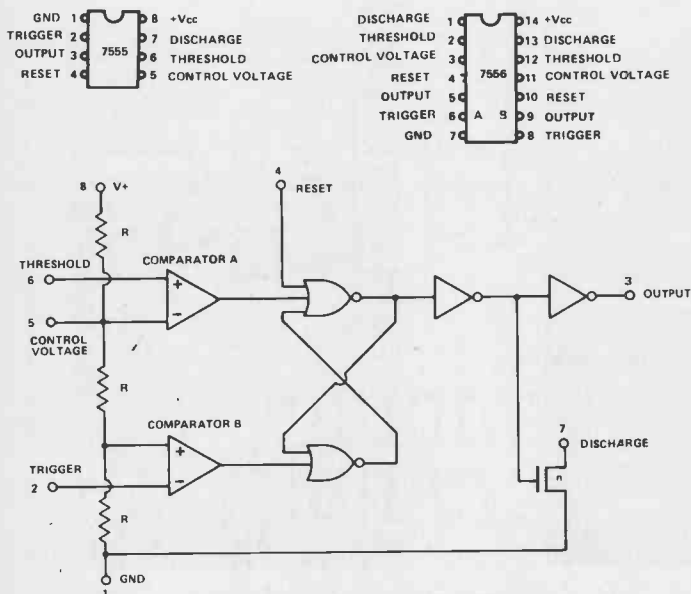 GND 1 8 +Vcc
TRIGGER 2 7 DISCHARGE
OUTPUT 3 7555 6 THRESHOLD
RESET 4 5 CONTROL VOLTAGE
DISCHARGE 1 14 +Vcc
THRESHOLD 2 13 DISCHARGE
CONTROL VOLTAGE 3 12 THRESHOLD
RESET 4 7556 11 CONTROL VOLTAGE
OUTPUT 5 10 RESET
TRIGGER 6 A B 9 OUTPUT
GND 7 8 TRIGGER
4
RESET
8 V+
R
THRESHOLD
6
COMPARATOR A
+
−
5
CONTROL
VOLTAGE
3
OUTPUT
R
COMPARATOR B
+
−
7
DISCHARGE
n
TRIGGER
2
R
GND
1